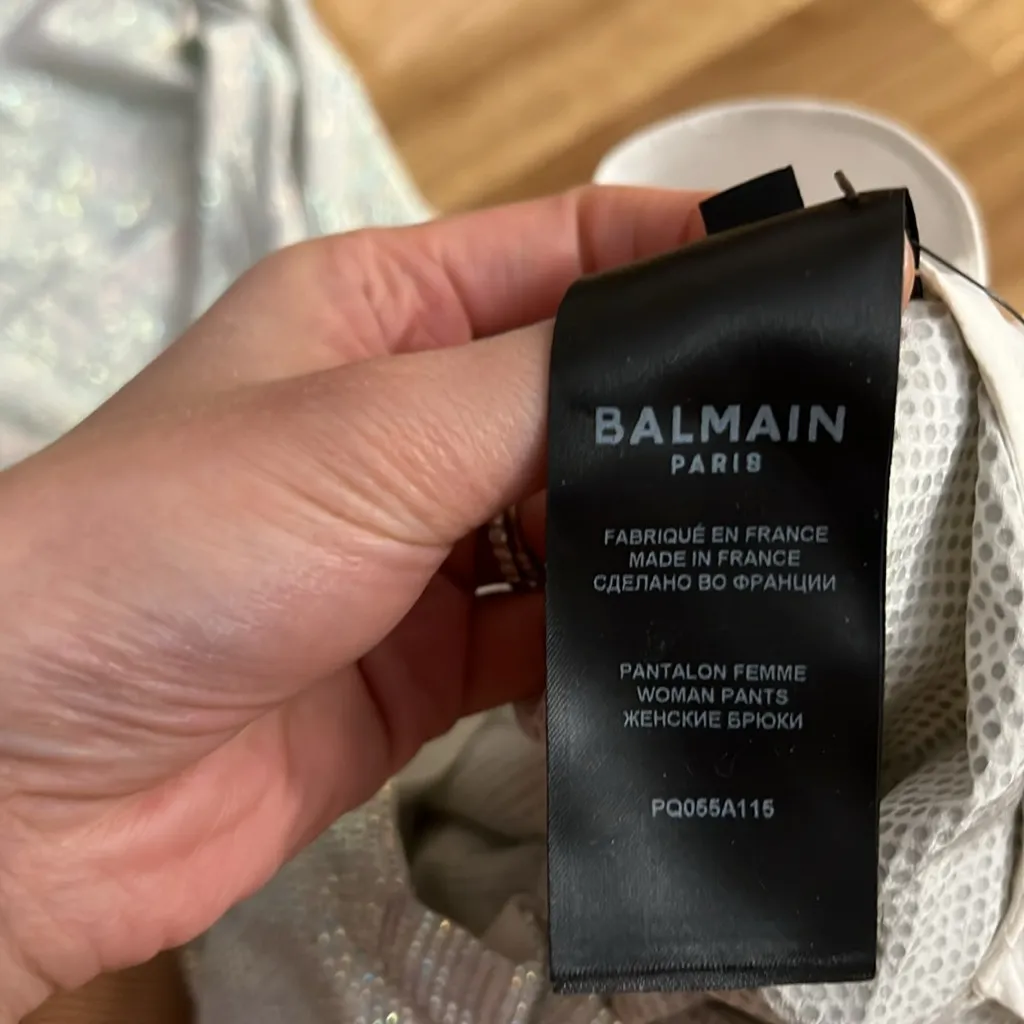 BALMAIN
PARIS
FABRIQUÉ EN FRANCE
MADE IN FRANCE
СДЕЛАНО ВО ФРАНЦИИ
PANTALON FEMME
WOMAN PANTS
ЖЕНСКИЕ БРЮКИ
PQ055A115